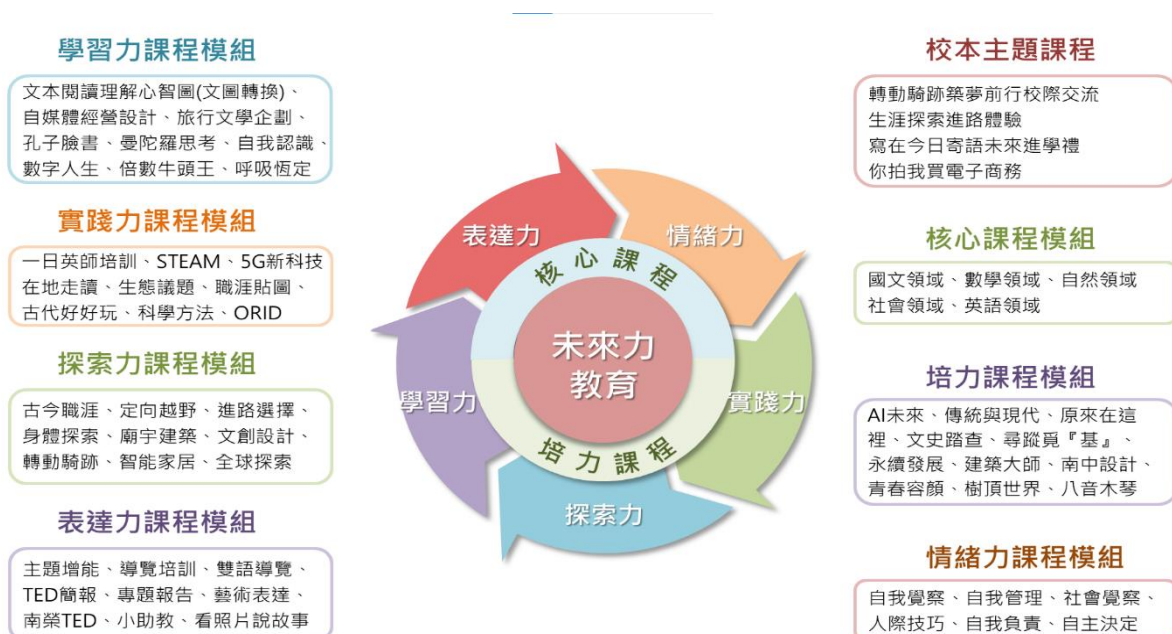 學習力課程模組
文本閱讀理解心智圖(文圖轉換)、
自媒體經營設計、旅行文學企劃、
孔子臉書、曼陀羅思考、自我認識、
數字人生、倍數牛頭王、呼吸恆定
實踐力課程模組
一日英師培訓、STEAM、5G新科技
在地走讀、生態議題、職涯貼圖、
古代好好玩、科學方法、ORID
探索力課程模組
古今職涯、定向越野、進路選擇、
身體探索、廟宇建築、文創設計、
轉動騎跡、智能家居、全球探索
表達力課程模組
主題增能、導覽培訓、雙語導覽、
TED簡報、專題報告、藝術表達、
南榮TED、小助教、看照片說故事
表達力
情緒力
核心課程
未來力
教育
學習力
實踐力
培力課程
探索力
校本主題課程
轉動騎跡築夢前行校際交流
生涯探索進路體驗
寫在今日寄語未來進學禮
你拍我買電子商務
核心課程模組
國文領域、數學領域、自然領域
社會領域、英語領域
培力課程模組
AI未來、傳統與現代、原來在這
裡、文史踏查、尋蹤覓『基』、
永續發展、建築大師、南中設計、
青春容顏、樹頂世界、八音木琴
情緒力課程模組
自我覺察、自我管理、社會覺察、
人際技巧、自我負責、自主決定